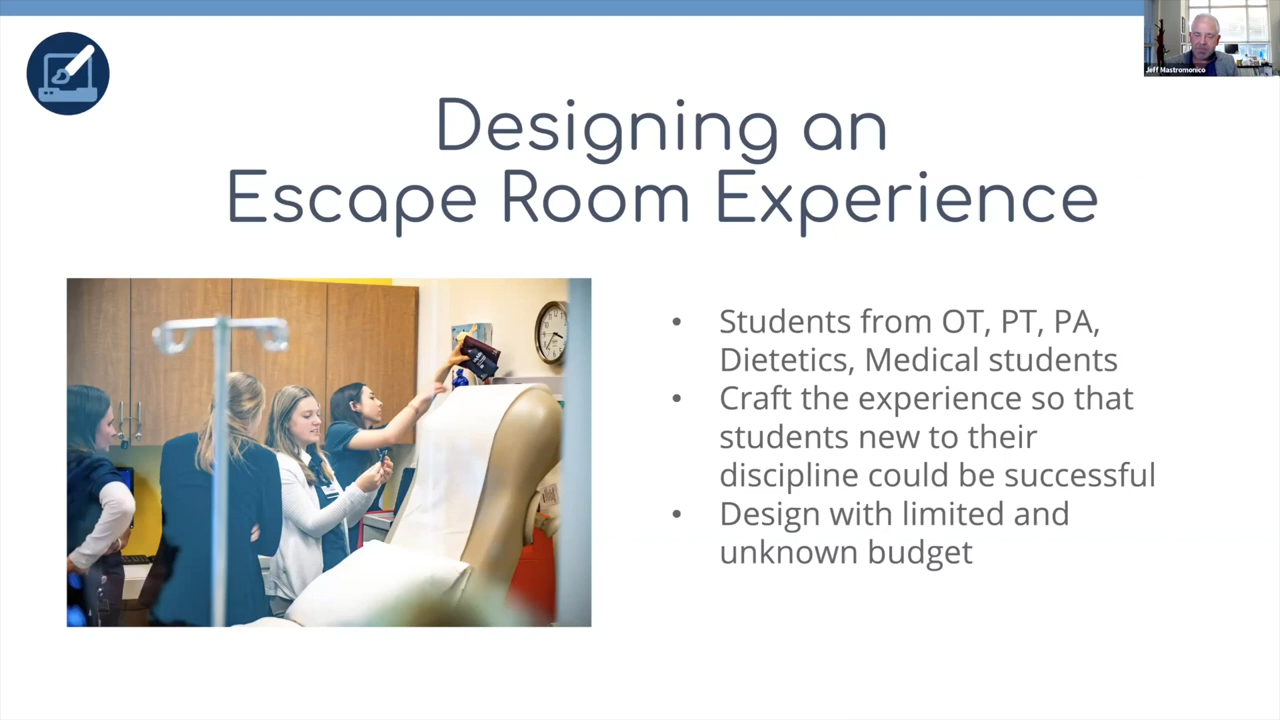 Jeff Mastromonico
Designing an
Escape Room Experience
• Students from OT, PT, PA,
Dietetics, Medical students
• Craft the experience so that
students new to their
discipline could be successful
• Design with limited and
unknown budget